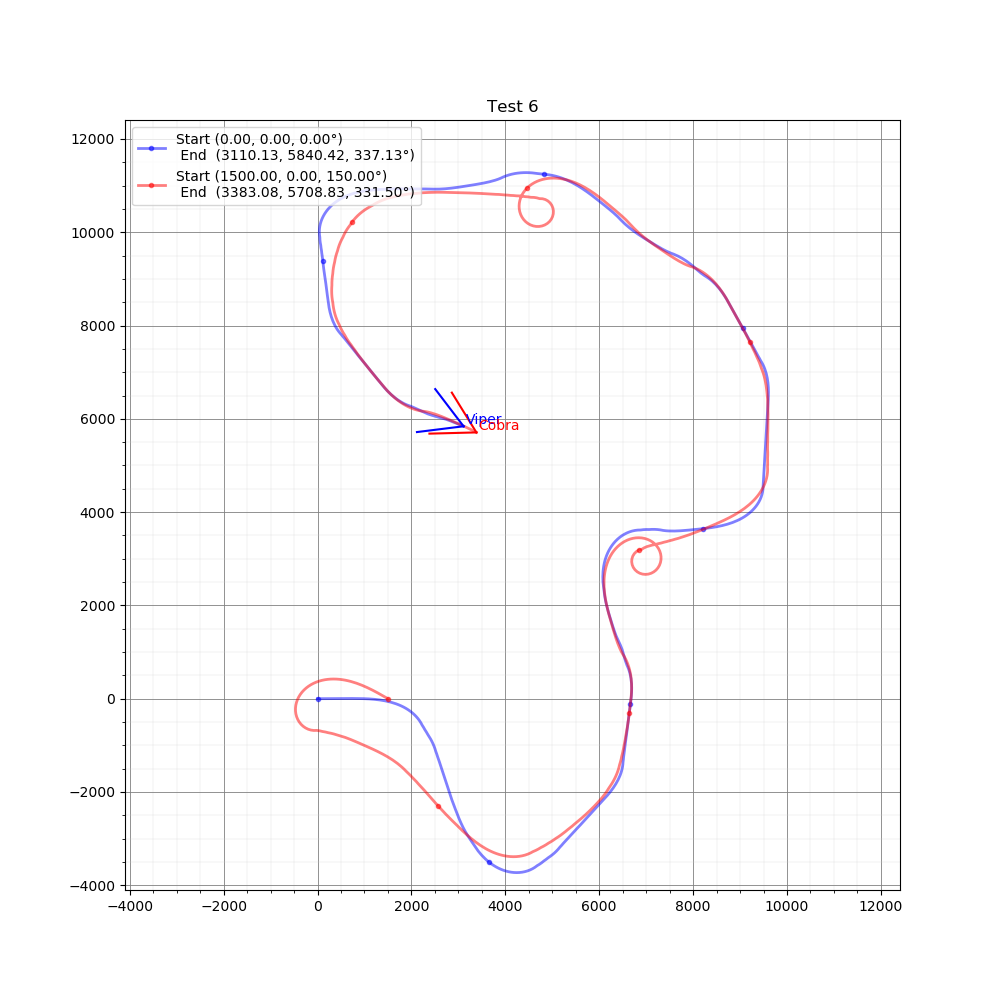 Test 6
Start (0.00, 0.00, 0.00°)
End (3110.13, 5840.42, 337.13°)
Start (1500.00, 0.00, 150.00°)
End (3383.08, 5708.83, 331.50°)
12000
10000
8000
6000
4000
2000
0
−2000
−4000
Viper
Cobra
−4000 −2000 0 2000 4000 6000 8000 10000 12000